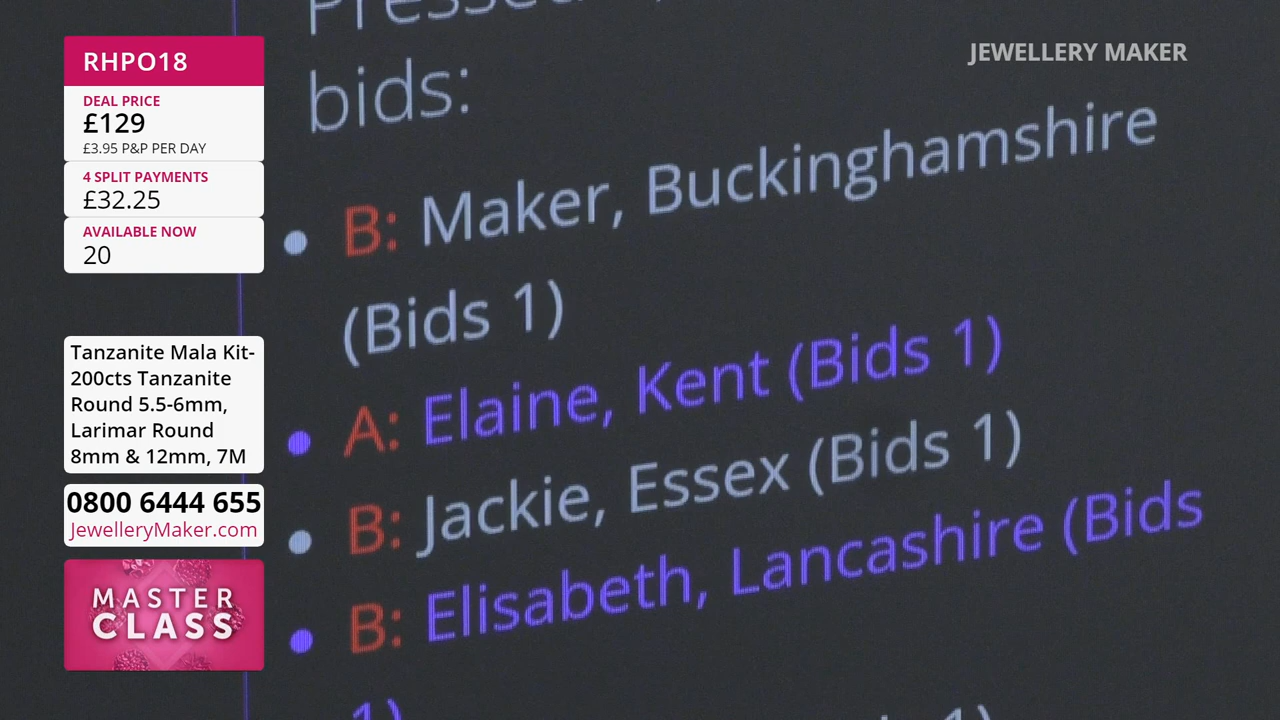 RHPO18
DEAL PRICE
£129
£3.95 P&P PER DAY
4 SPLIT PAYMENTS
£32.25
AVAILABLE NOW
20
Tanzanite Mala Kit-
200cts Tanzanite
Round 5.5-6mm,
Larimar Round
8mm & 12mm, 7M
0800 6444 655
JewelleryMaker.com
MASTER
CLASS
JEWELLERY MAKER
bids:
• B: Maker, Buckinghamshire
(Bids 1)
• A: Elaine, Kent (Bids 1)
• B: Jackie, Essex (Bids 1)
• B: Elisabeth, Lancashire (Bids
1)